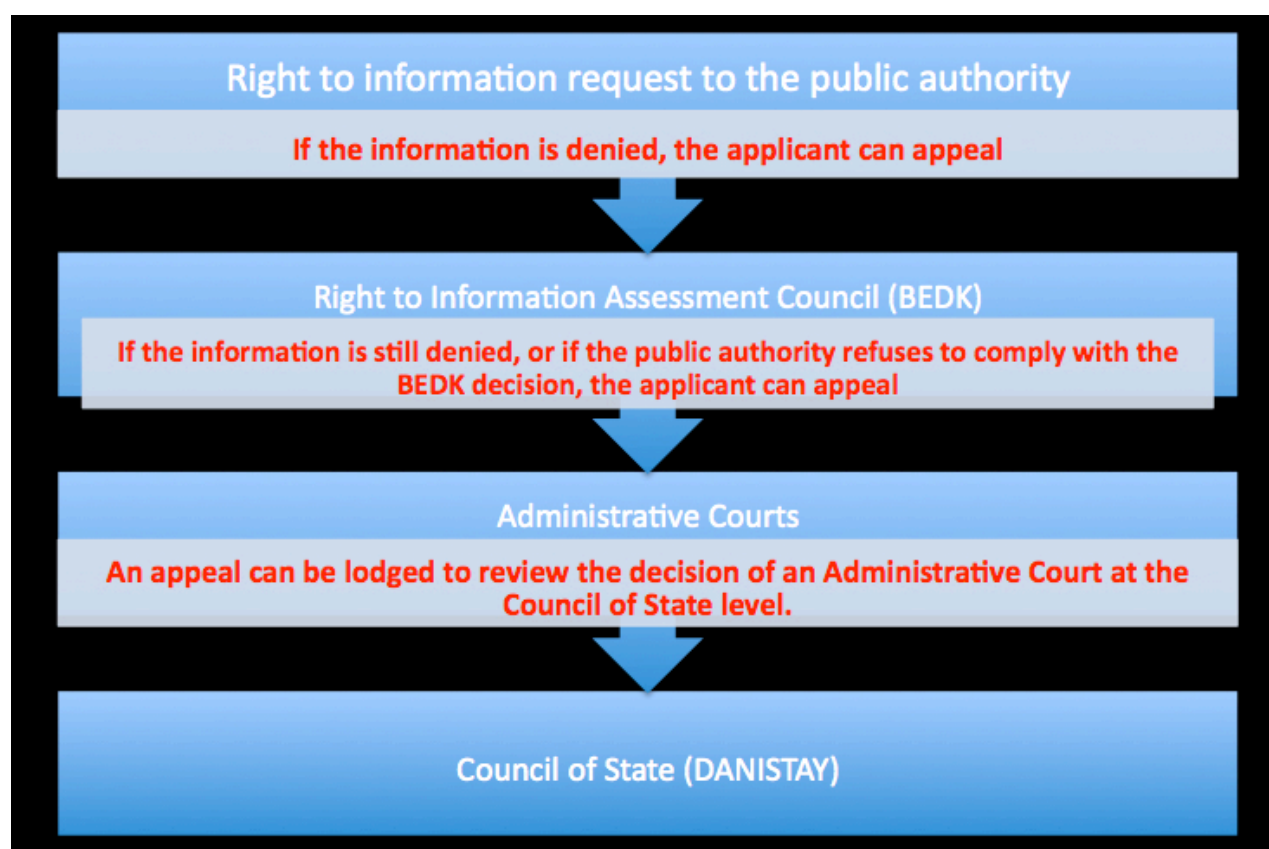 Right to information request to the public authority
If the information is denied, the applicant can appeal
Right to Information Assessment Council (BEDK)
If the information is still denied, or if the public authority refuses to comply with the
BEDK decision, the applicant can appeal
Administrative Courts
An appeal can be lodged to review the decision of an Administrative Court at the
Council of State level.
Council of State (DANISTAY)